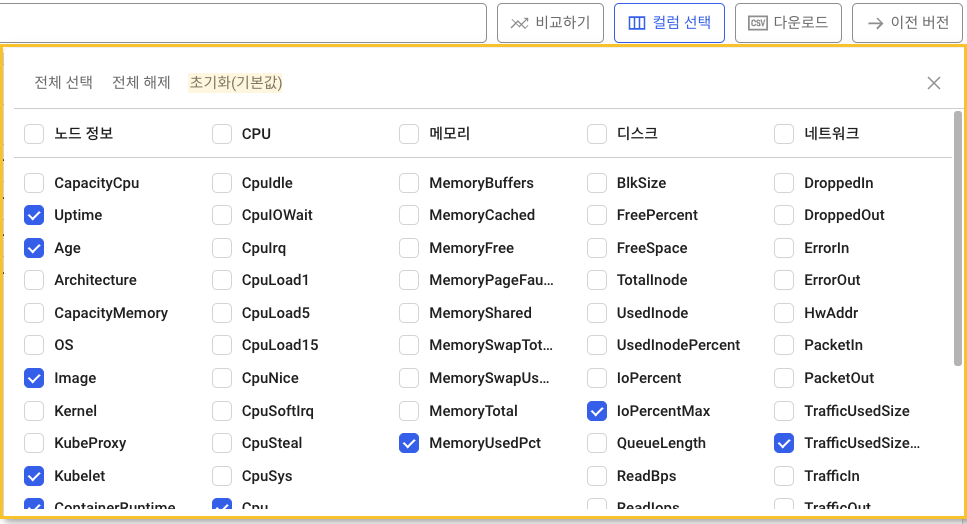 비교하기 컬럼 선택 CSV 다운로드 이전 버전
전체 선택 전체 해제 초기화(기본값)
노드 정보 CPU 메모리 디스크 네트워크
CapacityCpu CpuIdle MemoryBuffers BlkSize DroppedIn
Uptime CpuIOWait MemoryCached FreePercent DroppedOut
Age CpuIrq MemoryFree FreeSpace ErrorIn
Architecture CpuLoad1 MemoryPageFau... TotalInode ErrorOut
CapacityMemory CpuLoad5 MemoryShared UsedInode HwAddr
OS CpuLoad15 MemorySwapTot... UsedInodePercent PacketIn
Image CpuNice MemorySwapUs... IoPercent PacketOut
Kernel CpuSoftIrq MemoryTotal IoPercentMax TrafficUsedSize
KubeProxy CpuSteal MemoryUsedPct QueueLength TrafficUsedSize...
Kubelet CpuSys ReadBps TrafficIn
ContainerRuntime Cpu ReadIops TrafficOut